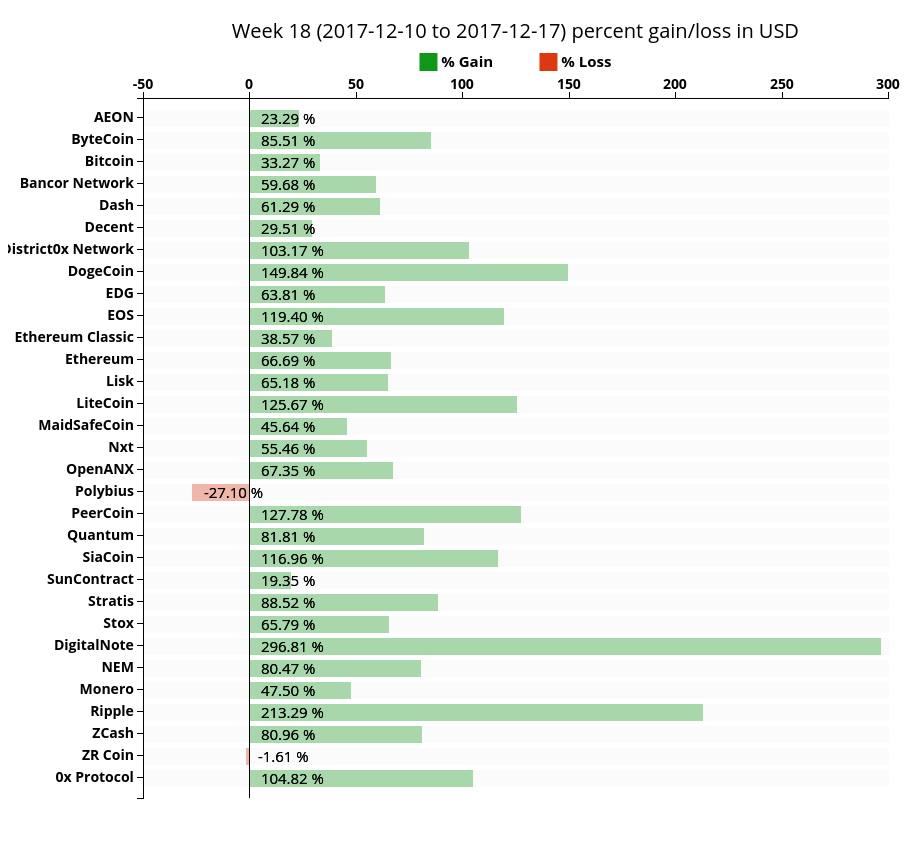 Week 18 (2017-12-10 to 2017-12-17) percent gain/loss in USD
% Gain % Loss
-50 0 50 100 150 200 250 300
AEON 23.29 %
ByteCoin 85.51 %
Bitcoin 33.27 %
Bancor Network 59.68 %
Dash 61.29 %
Decent 29.51 %
District0x Network 103.17 %
DogeCoin 149.84 %
EDG 63.81 %
EOS 119.40 %
Ethereum Classic 38.57 %
Ethereum 66.69 %
Lisk 65.18 %
LiteCoin 125.67 %
MaidSafeCoin 45.64 %
Nxt 55.46 %
OpenANX 67.35 %
Polybius -27.10 %
PeerCoin 127.78 %
Quantum 81.81 %
SiaCoin 116.96 %
SunContract 19.35 %
Stratis 88.52 %
Stox 65.79 %
DigitalNote 296.81 %
NEM 80.47 %
Monero 47.50 %
Ripple 213.29 %
ZCash 80.96 %
ZR Coin -1.61 %
0x Protocol 104.82 %